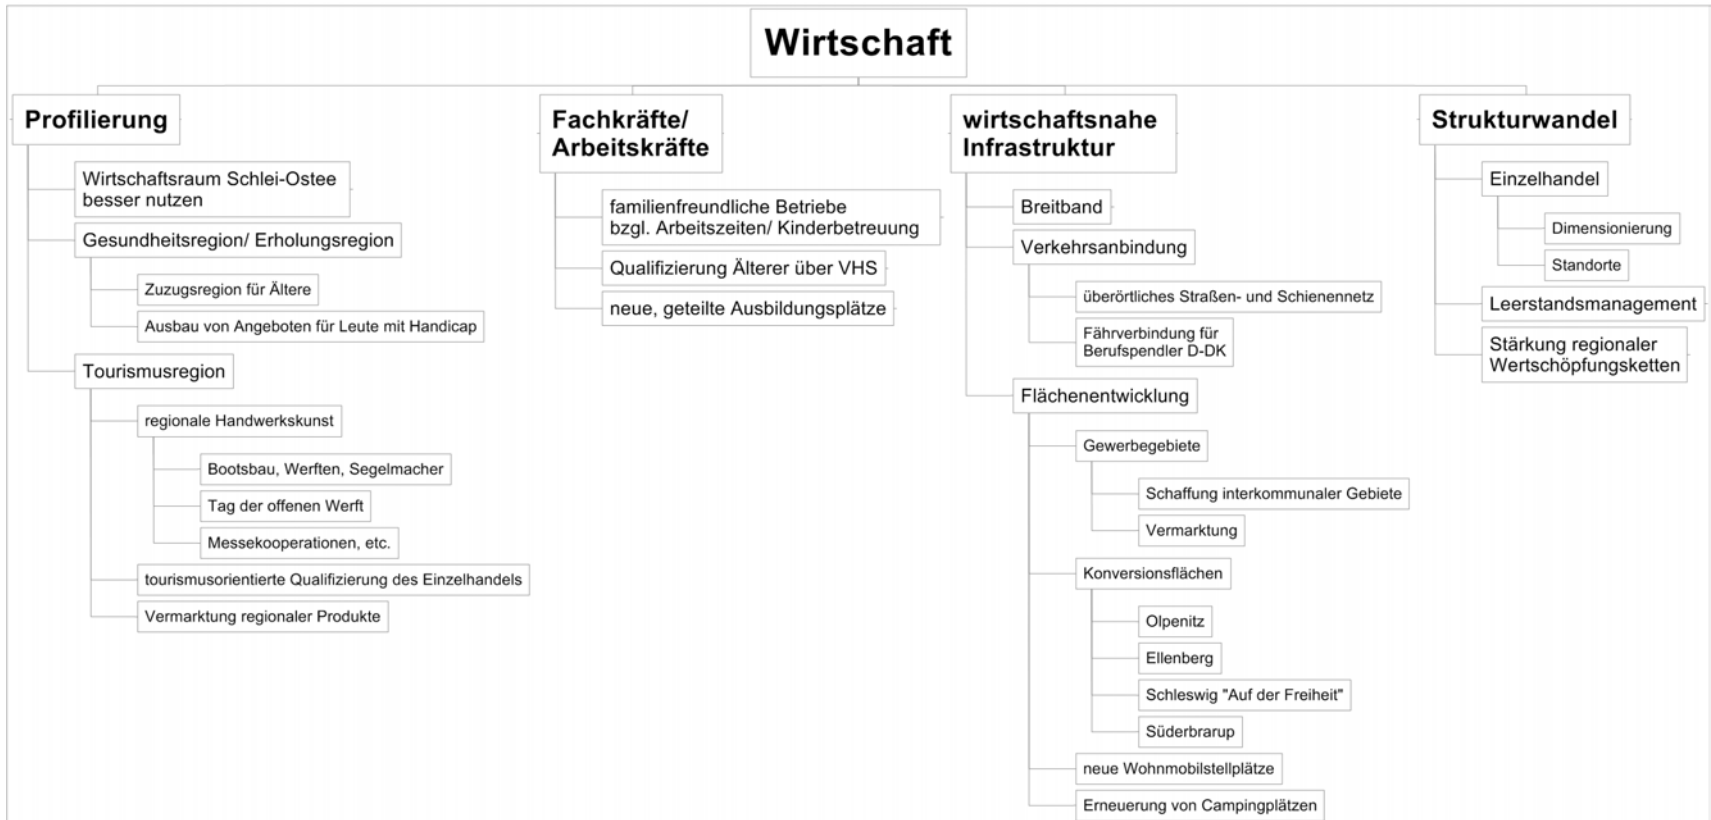 Wirtschaft
Profilierung
Wirtschaftsraum Schlei-Ostee
besser nutzen
Gesundheitsregion/ Erholungsregion
Zuzugsregion für Ältere
Ausbau von Angeboten für Leute mit Handicap
Tourismusregion
regionale Handwerkskunst
Bootsbau, Werften, Segelmacher
Tag der offenen Werft
Messekooperationen, etc.
tourismusorientierte Qualifizierung des Einzelhandels
Vermarktung regionaler Produkte
Fachkräfte/
Arbeitskräfte
familienfreundliche Betriebe
bzgl. Arbeitszeiten/ Kinderbetreuung
Qualifizierung Älterer über VHS
neue, geteilte Ausbildungsplätze
wirtschaftsnahe
Infrastruktur
Breitband
Verkehrsanbindung
überörtliches Straßen- und Schienennetz
Fährverbindung für
Berufspendler D-DK
Flächenentwicklung
Gewerbegebiete
Schaffung interkommunaler Gebiete
Vermarktung
Konversionsflächen
Olpenitz
Ellenberg
Schleswig "Auf der Freiheit"
Süderbrarup
neue Wohnmobilstellplätze
Erneuerung von Campingplätzen
Strukturwandel
Einzelhandel
Dimensionierung
Standorte
Leerstandsmanagement
Stärkung regionaler
Wertschöpfungsketten